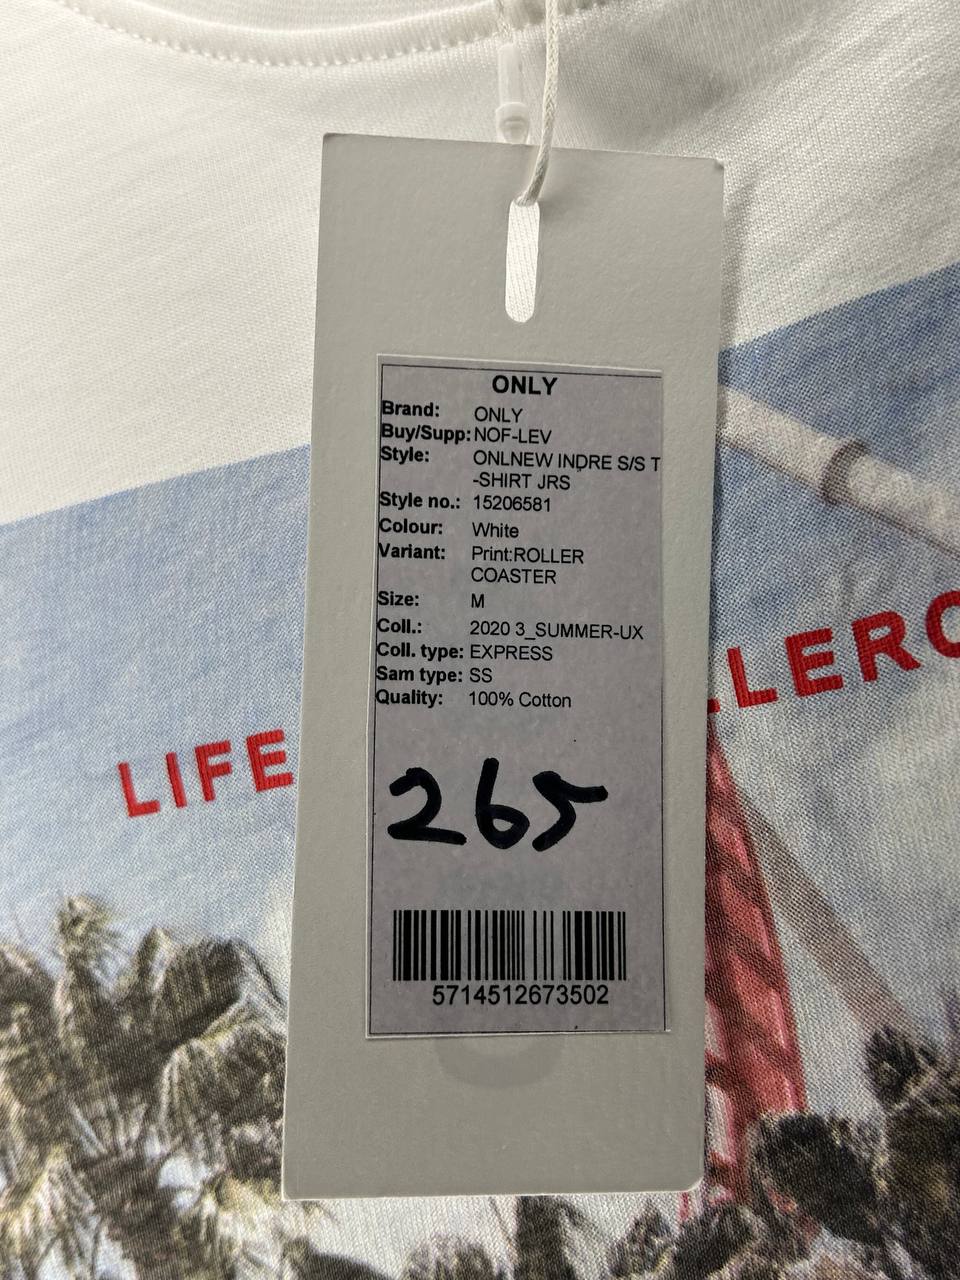 ONLY
Brand: ONLY
Buy/Supp: NOF-LEV
Style: ONLNEW INDRE S/S T
-SHIRT JRS
Style no.: 15206581
Colour: White
Variant: Print:ROLLER
COASTER
Size: M
Coll.: 2020 3_SUMMER-UX
Coll. type: EXPRESS
Sam type: SS
Quality: 100% Cotton
265
5714512673502
LIFE
LLERC